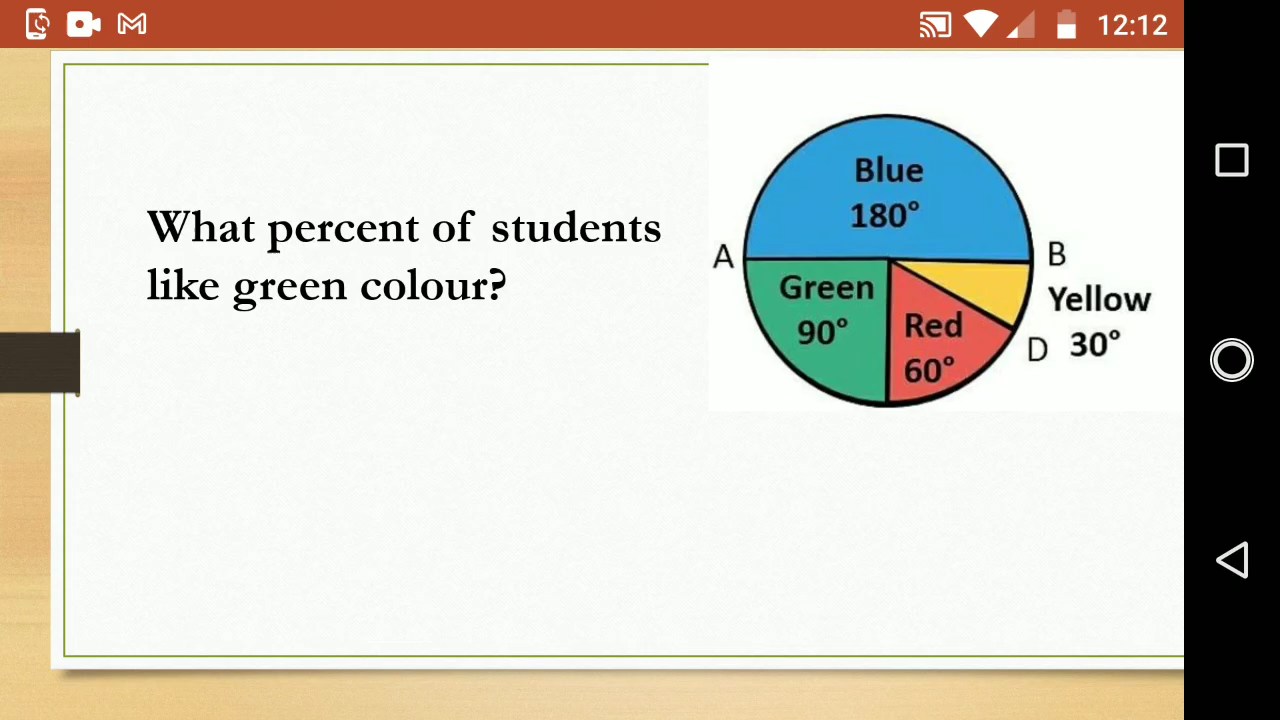 12:12
What percent of students
like green colour?
Blue
180°
A
B
Green
90°
Red
60°
Yellow
30°
D